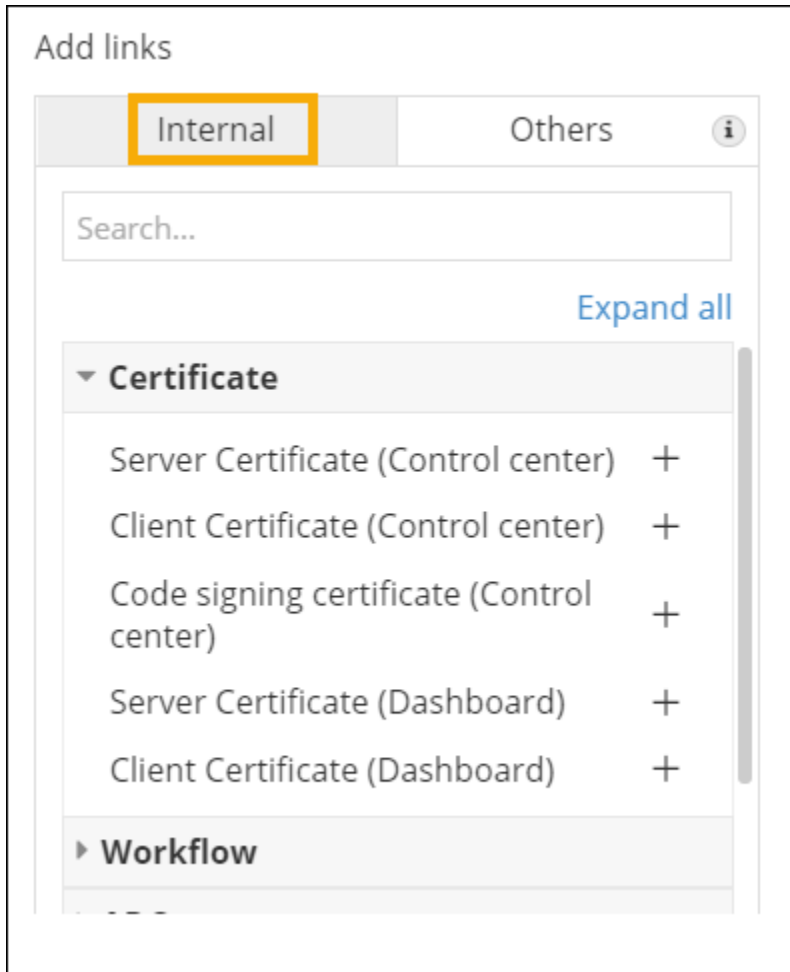 Add links
Internal
Others
i
Search...
Expand all
Certificate
Server Certificate (Control center) +
Client Certificate (Control center) +
Code signing certificate (Control
center) +
Server Certificate (Dashboard) +
Client Certificate (Dashboard) +
Workflow